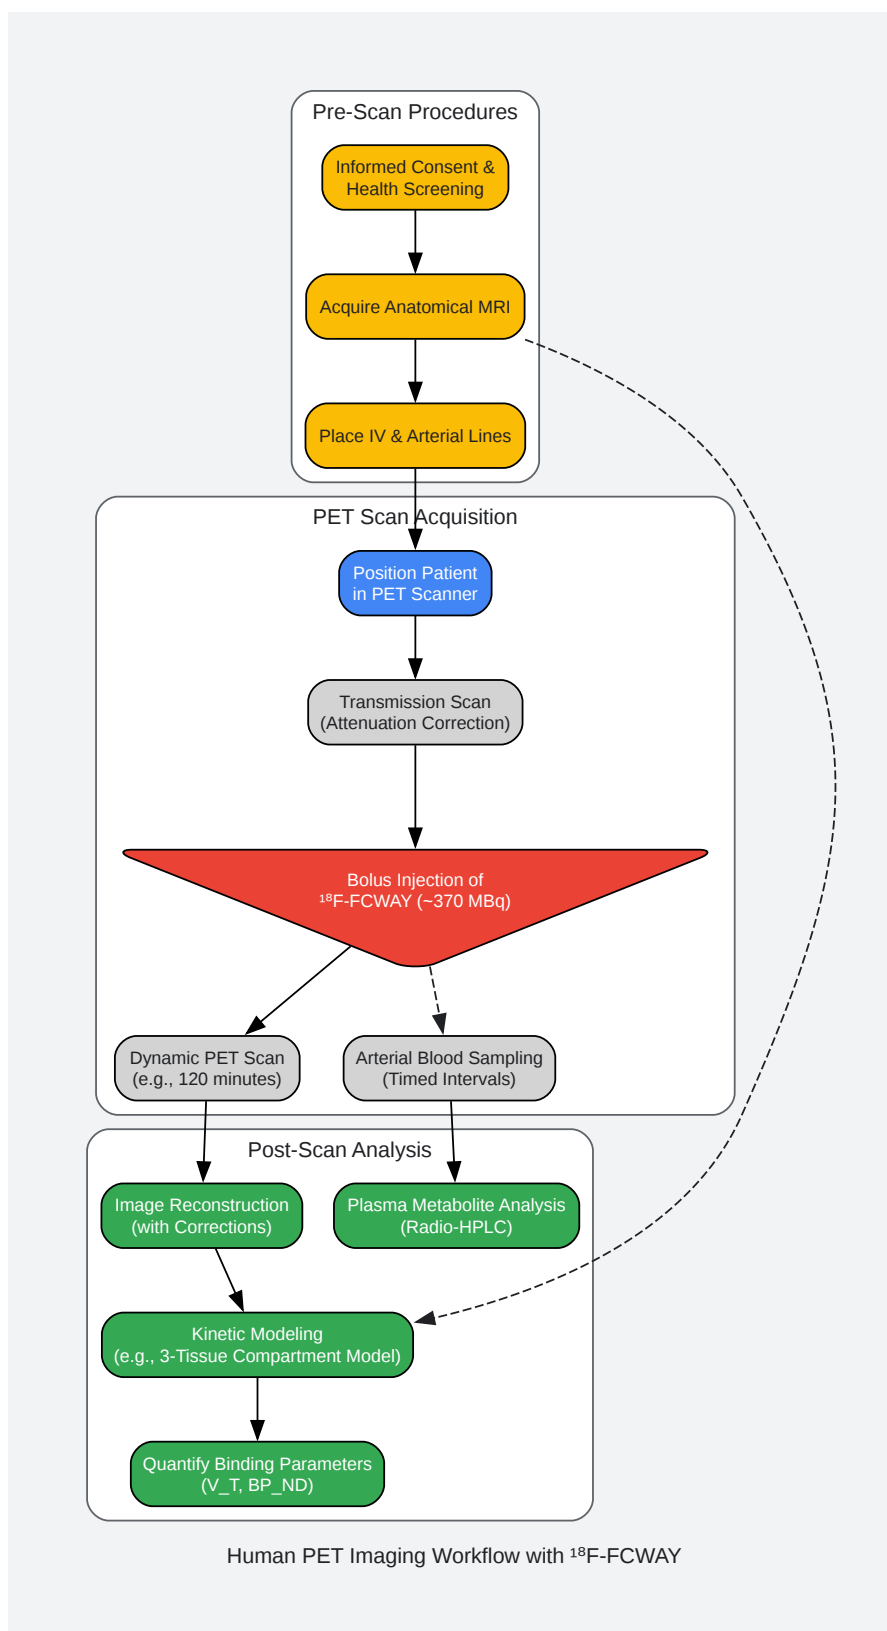 Pre-Scan Procedures
Informed Consent &
Health Screening
Acquire Anatomical MRI
Place IV & Arterial Lines
PET Scan Acquisition
Position Patient
in PET Scanner
Transmission Scan
(Attenuation Correction)
Bolus Injection of
¹⁸F-FCWAY (~370 MBq)
Dynamic PET Scan
(e.g., 120 minutes)
Arterial Blood Sampling
(Timed Intervals)
Post-Scan Analysis
Image Reconstruction
(with Corrections)
Plasma Metabolite Analysis
(Radio-HPLC)
Kinetic Modeling
(e.g., 3-Tissue Compartment Model)
Quantify Binding Parameters
(V_T, BP_ND)
Human PET Imaging Workflow with ¹⁸F-FCWAY